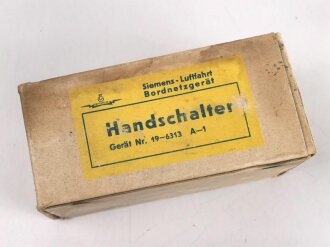 Siemens-Luftfahrt
Bordnetzgerät
Handschalter
Gerät Nr. 19-6313 A-1